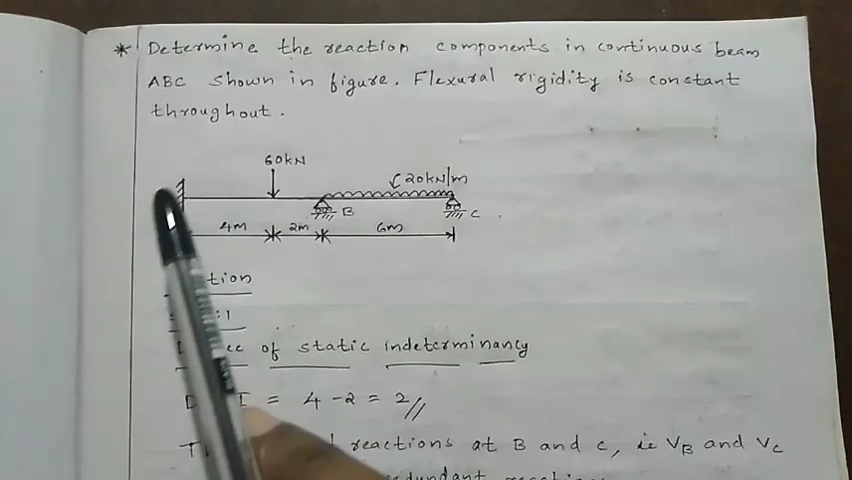 * Determine the reaction components in continuous beam
ABC shown in figure. Flexural rigidity is constant
throughout.
60kN
20kN/m
B
C
4m 2m 6m
:1
of static indeterminancy
= 4-2 = 2//
reactions at B and C, ie VB and VC